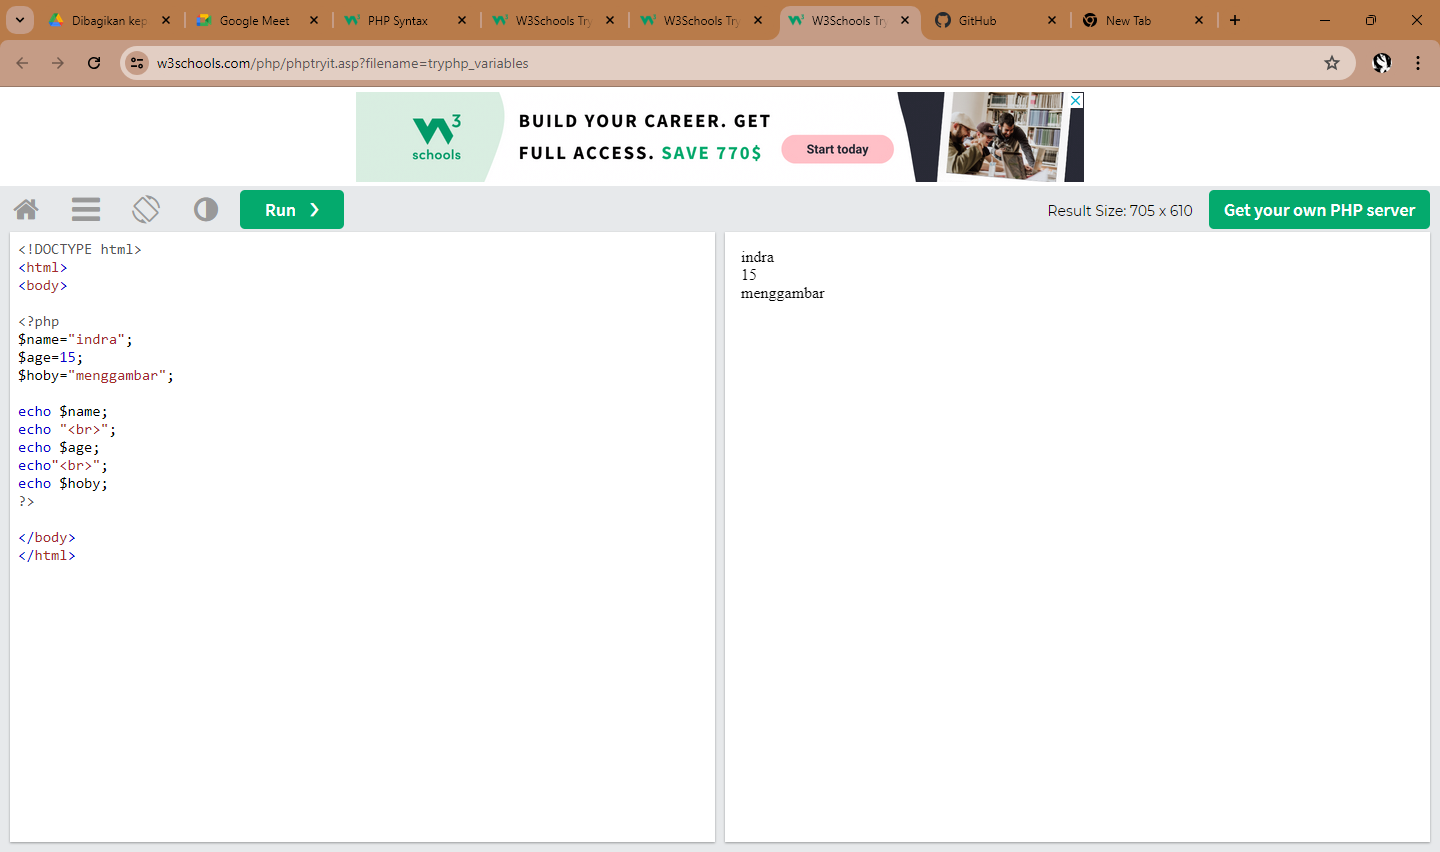 Dibagikan kep
Google Meet
PHP Syntax
W3Schools Try
W3Schools Try
W3Schools Try
GitHub
New Tab
w3schools.com/php/phptryit.asp?filename=tryphp_variables
3
schools
BUILD YOUR CAREER. GET
FULL ACCESS. SAVE 770$
Start today
Run ❯
Result Size: 705 x 610
Get your own PHP server
<!DOCTYPE html>
<html>
<body>
<?php
$name="indra";
$age=15;
$hoby="menggambar";
echo $name;
echo "<br>";
echo $age;
echo"<br>";
echo $hoby;
?>
</body>
</html>
indra
15
menggambar